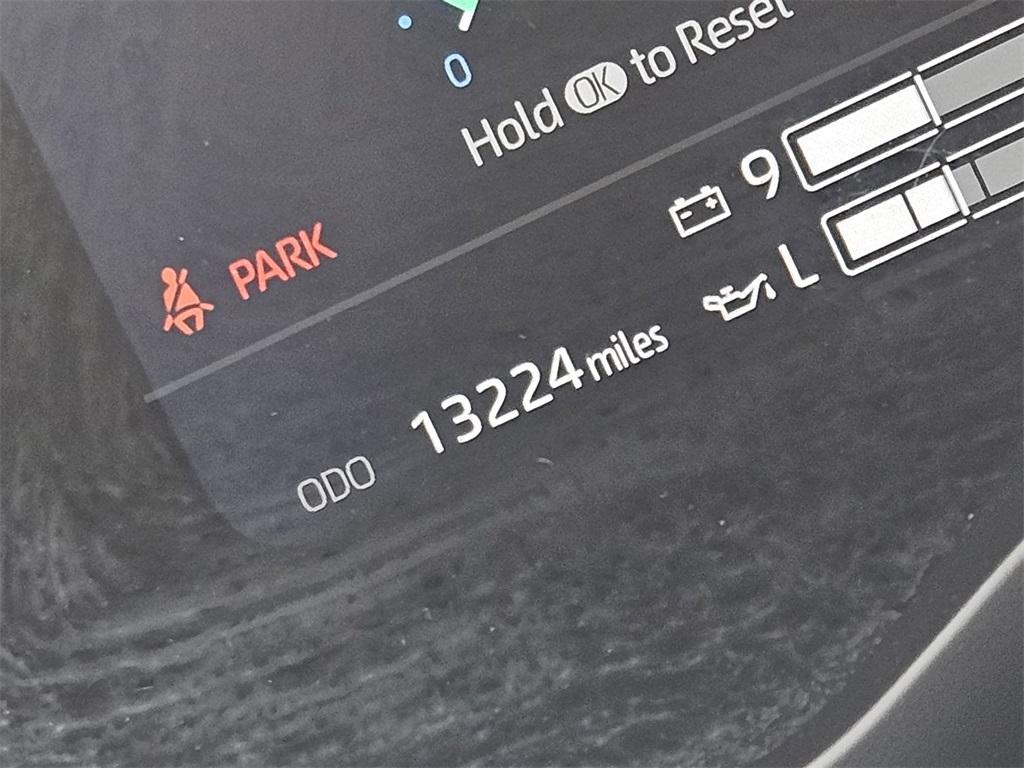 0
Hold OK to Reset
9
PARK
L
ODO 13224 miles